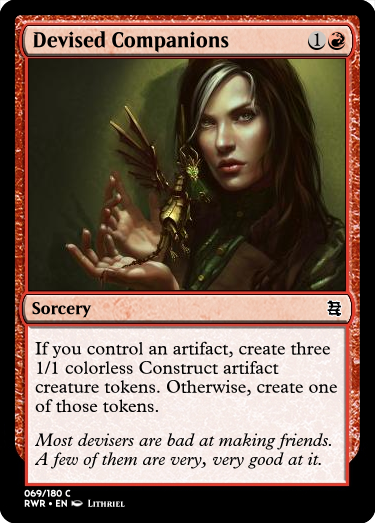 Devised Companions 1
Sorcery
If you control an artifact, create three
1/1 colorless Construct artifact
creature tokens. Otherwise, create one
of those tokens.
Most devisers are bad at making friends.
A few of them are very, very good at it.
069/180 C
RWR • EN Lithriel